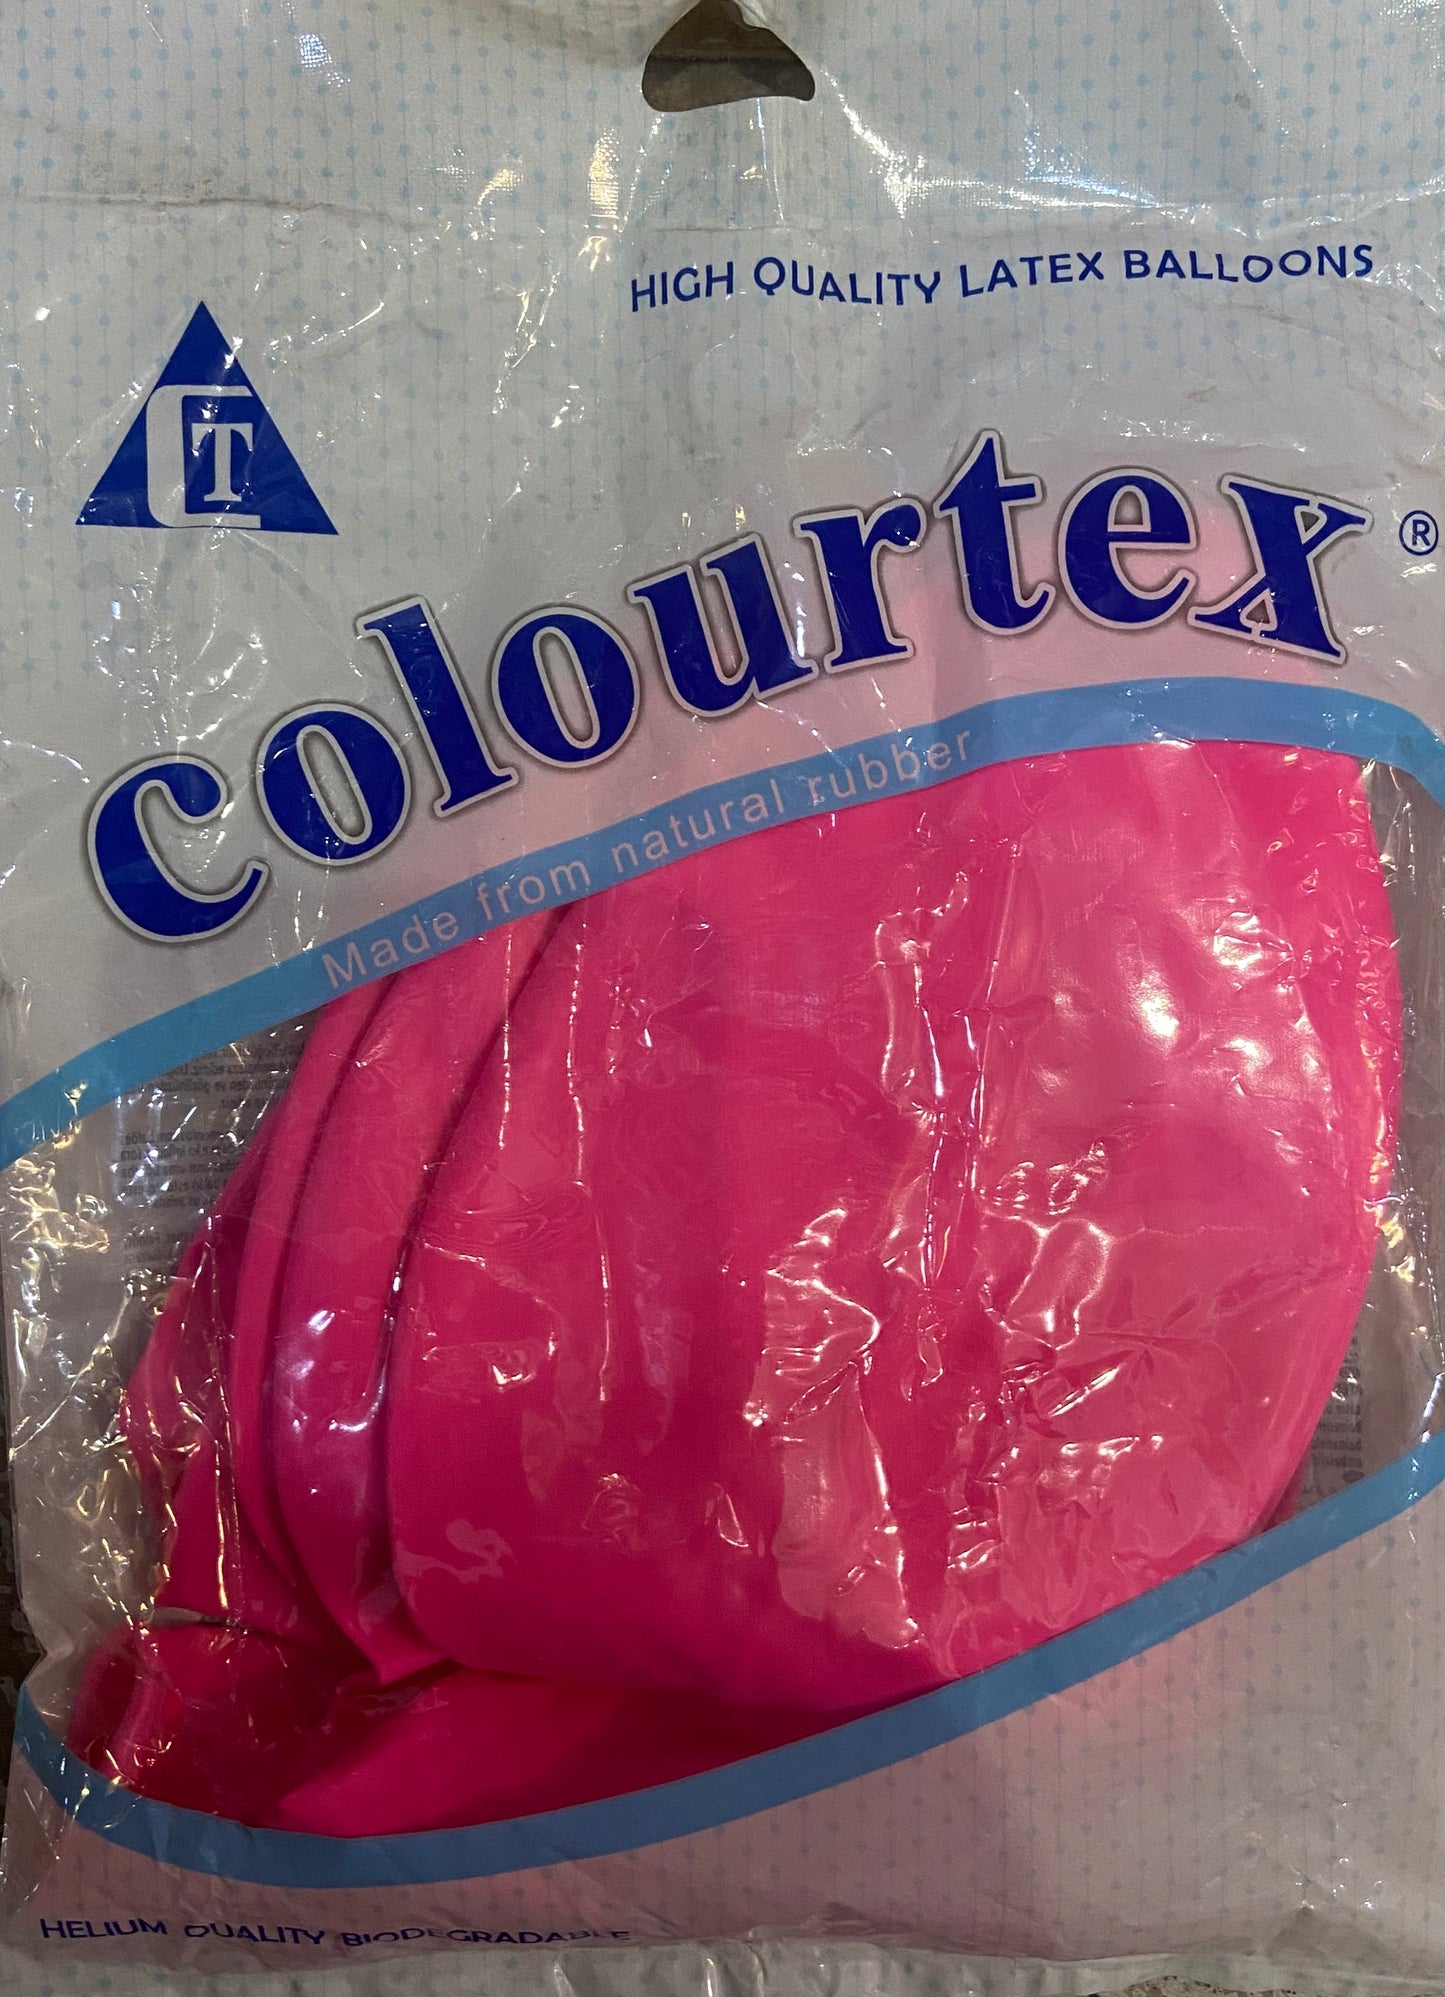 HIGH QUALITY LATEX BALLOONS
CT
Colourtex®
Made from natural rubber
HELIUM QUALITY BIODEGRADABLE